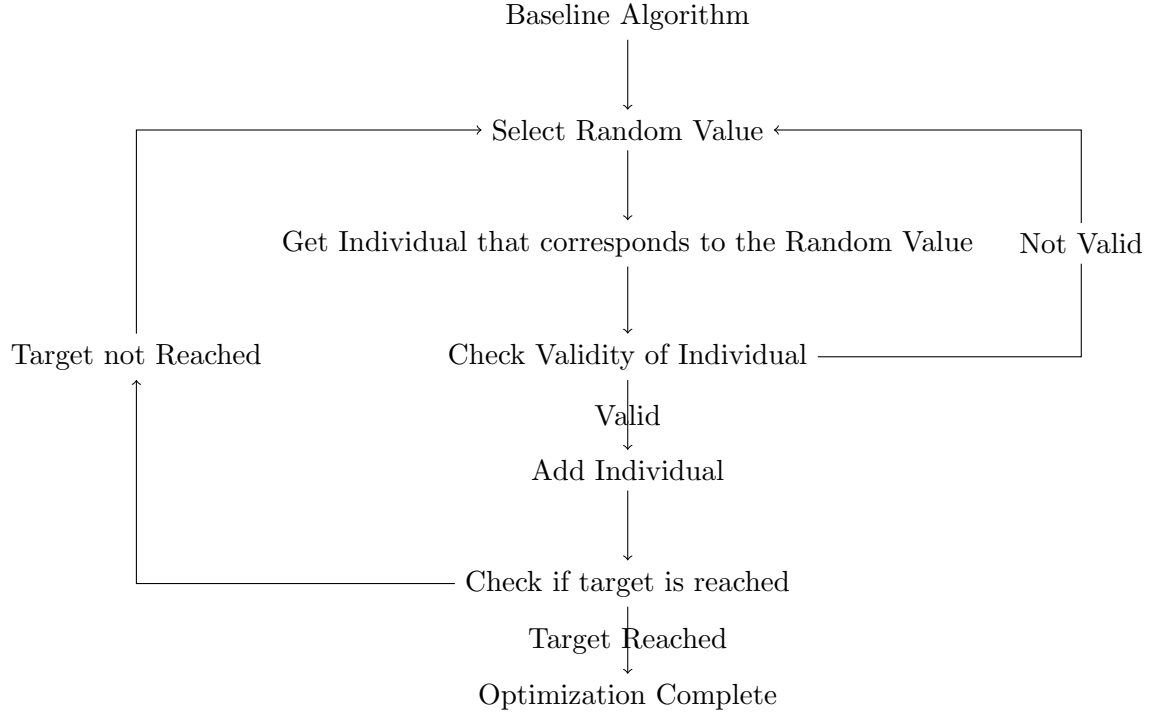 Baseline Algorithm
Select Random Value
Get Individual that corresponds to the Random Value
Not Valid
Target not Reached
Check Validity of Individual
Valid
Add Individual
Check if target is reached
Target Reached
Optimization Complete